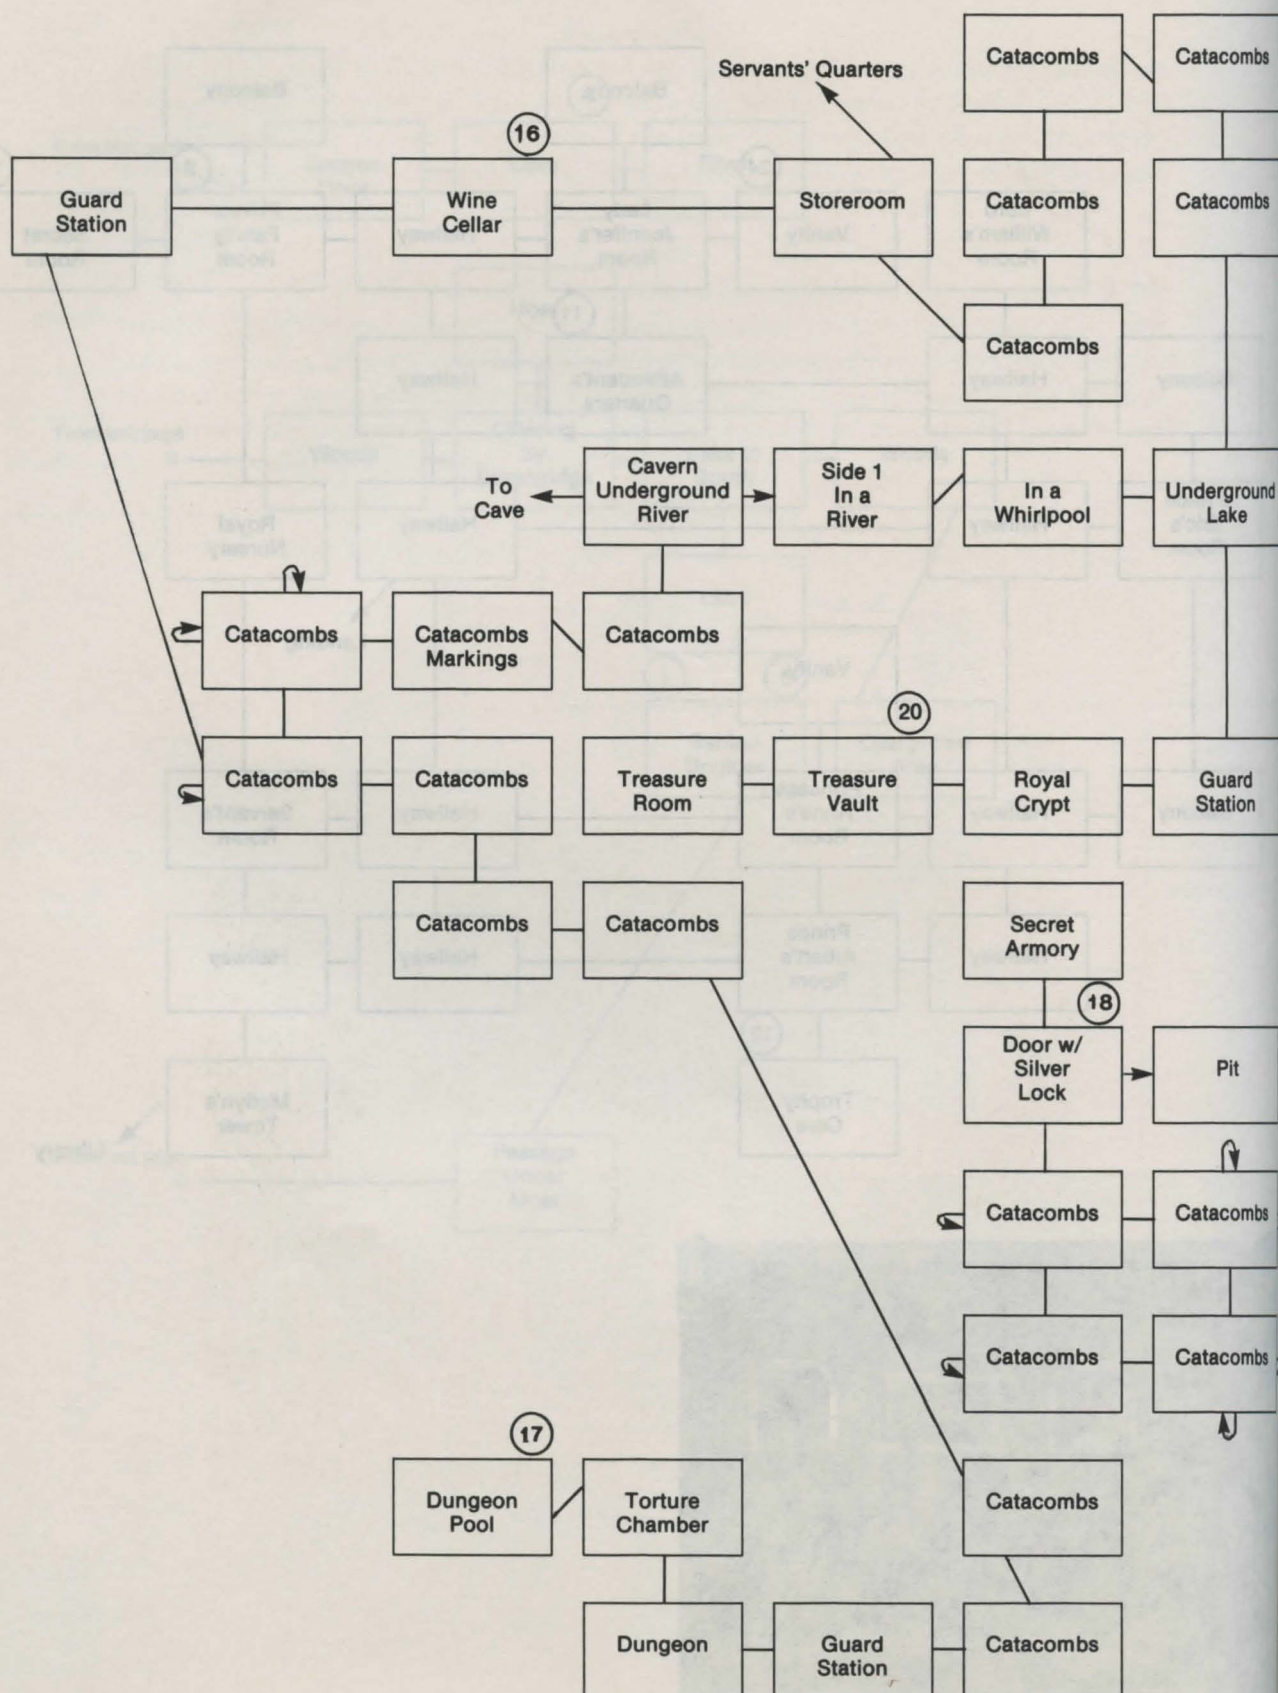 Catacombs
Catacombs
Servants' Quarters
16
Guard
Station
Wine
Cellar
Storeroom
Catacombs
Catacombs
Catacombs
To
Cave
Cavern
Underground
River
Side 1
In a
River
In a
Whirlpool
Underground
Lake
Catacombs
Catacombs
Markings
Catacombs
20
Catacombs
Catacombs
Treasure
Room
Treasure
Vault
Royal
Crypt
Guard
Station
Catacombs
Catacombs
Secret
Armory
18
Door w/
Silver
Lock
Pit
Catacombs
Catacombs
Catacombs
Catacombs
17
Dungeon
Pool
Torture
Chamber
Catacombs
Dungeon
Guard
Station
Catacombs